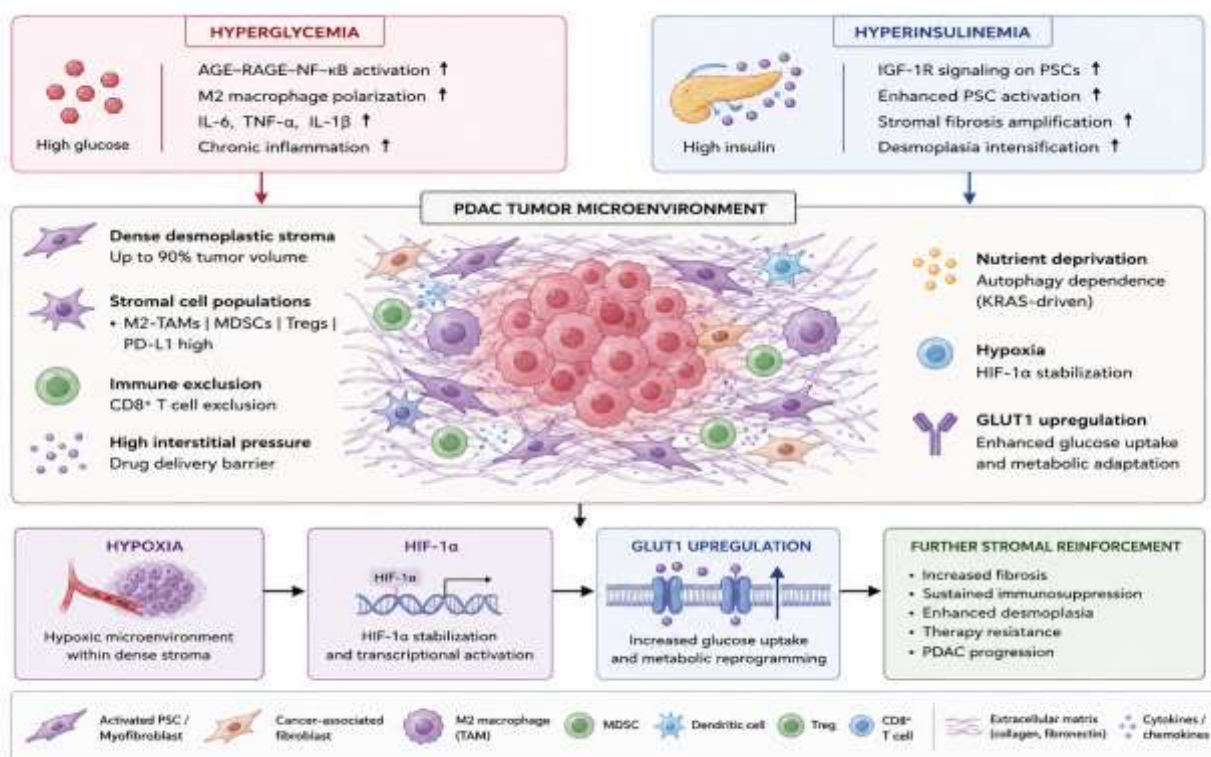 HYPERGLYCEMIA
High glucose
AGE–RAGE–NF-κB activation ↑
M2 macrophage polarization ↑
IL-6, TNF-α, IL-1β ↑
Chronic inflammation ↑
HYPERINSULINEMIA
High insulin
IGF-1R signaling on PSCs ↑
Enhanced PSC activation ↑
Stromal fibrosis amplification ↑
Desmoplasia intensification ↑
PDAC TUMOR MICROENVIRONMENT
Dense desmoplastic stroma
Up to 90% tumor volume
Stromal cell populations
• M2-TAMs | MDSCs | Tregs |
PD-L1 high
Immune exclusion
CD8⁺ T cell exclusion
High interstitial pressure
Drug delivery barrier
Nutrient deprivation
Autophagy dependence
(KRAS-driven)
Hypoxia
HIF-1α stabilization
GLUT1 upregulation
Enhanced glucose uptake
and metabolic adaptation
HYPOXIA
Hypoxic microenvironment
within dense stroma
HIF-1α
HIF-1α
HIF-1α stabilization
and transcriptional activation
GLUT1 UPREGULATION
Increased glucose uptake
and metabolic reprogramming
FURTHER STROMAL REINFORCEMENT
• Increased fibrosis
• Sustained immunosuppression
• Enhanced desmoplasia
• Therapy resistance
• PDAC progression
Activated PSC /
Myofibroblast
Cancer-associated
fibroblast
M2 macrophage
(TAM)
MDSC
Dendritic cell
Treg
CD8⁺
T cell
Extracellular matrix
(collagen, fibronectin)
Cytokines /
chemokines